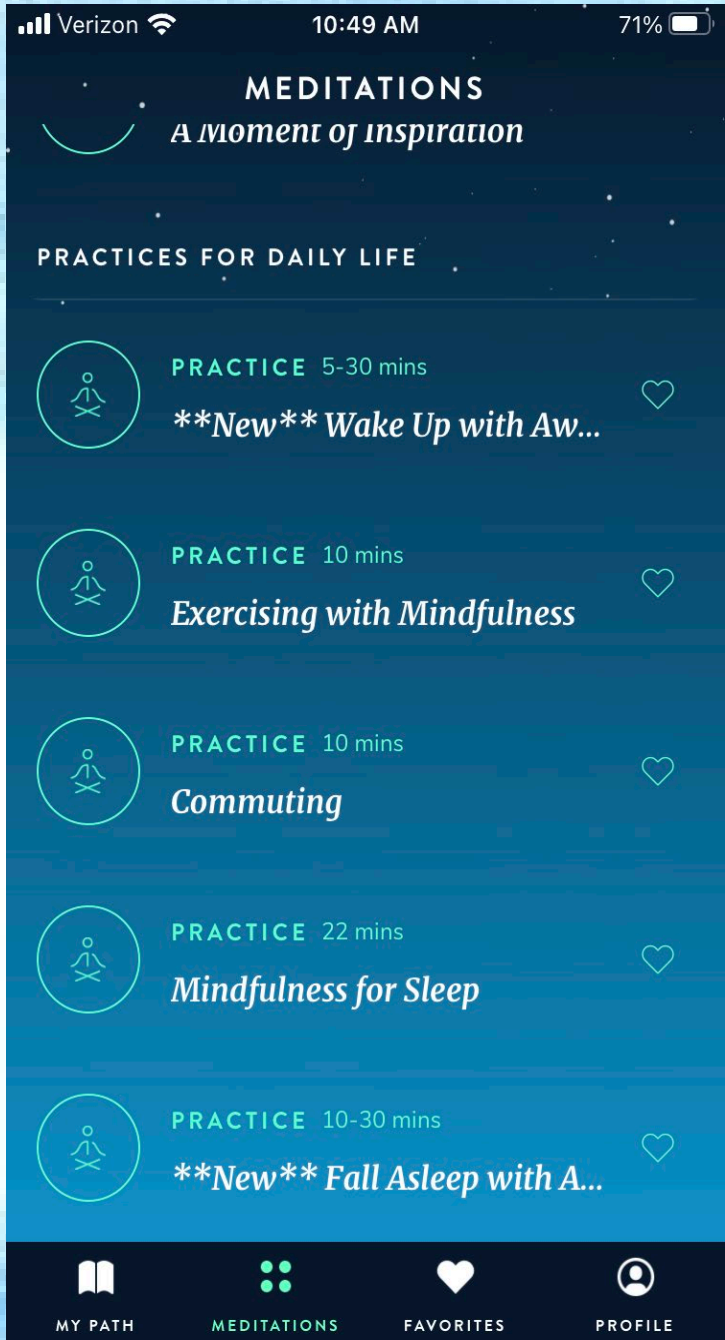 Verizon 10:49 AM 71%
MEDITATIONS
A Moment of Inspiration
PRACTICES FOR DAILY LIFE
PRACTICE 5-30 mins
**New** Wake Up with Aw...
PRACTICE 10 mins
Exercising with Mindfulness
PRACTICE 10 mins
Commuting
PRACTICE 22 mins
Mindfulness for Sleep
PRACTICE 10-30 mins
**New** Fall Asleep with A...
MY PATH MEDITATIONS FAVORITES PROFILE